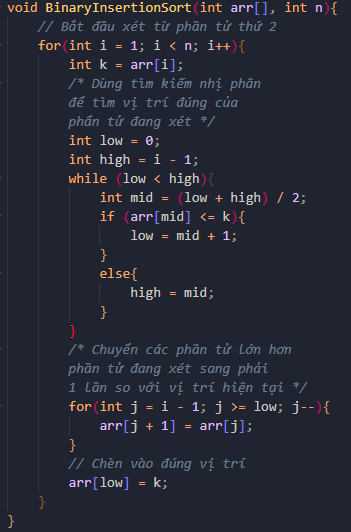 void BinaryInsertionSort(int arr[], int n){
    // Bắt đầu xét từ phần tử thứ 2
    for(int i = 1; i < n; i++){
        int k = arr[i];
        /* Dùng tìm kiếm nhị phân
        để tìm vị trí đúng của
        phần tử đang xét */
        int low = 0;
        int high = i - 1;
        while (low < high){
            int mid = (low + high) / 2;
            if (arr[mid] <= k){
                low = mid + 1;
            }
            else{
                high = mid;
            }
        }
        /* Chuyển các phần tử lớn hơn
        phần tử đang xét sang phải
        1 lần so với vị trí hiện tại */
        for(int j = i - 1; j >= low; j--){
            arr[j + 1] = arr[j];
        }
        // Chèn vào đúng vị trí
        arr[low] = k;
    }
}